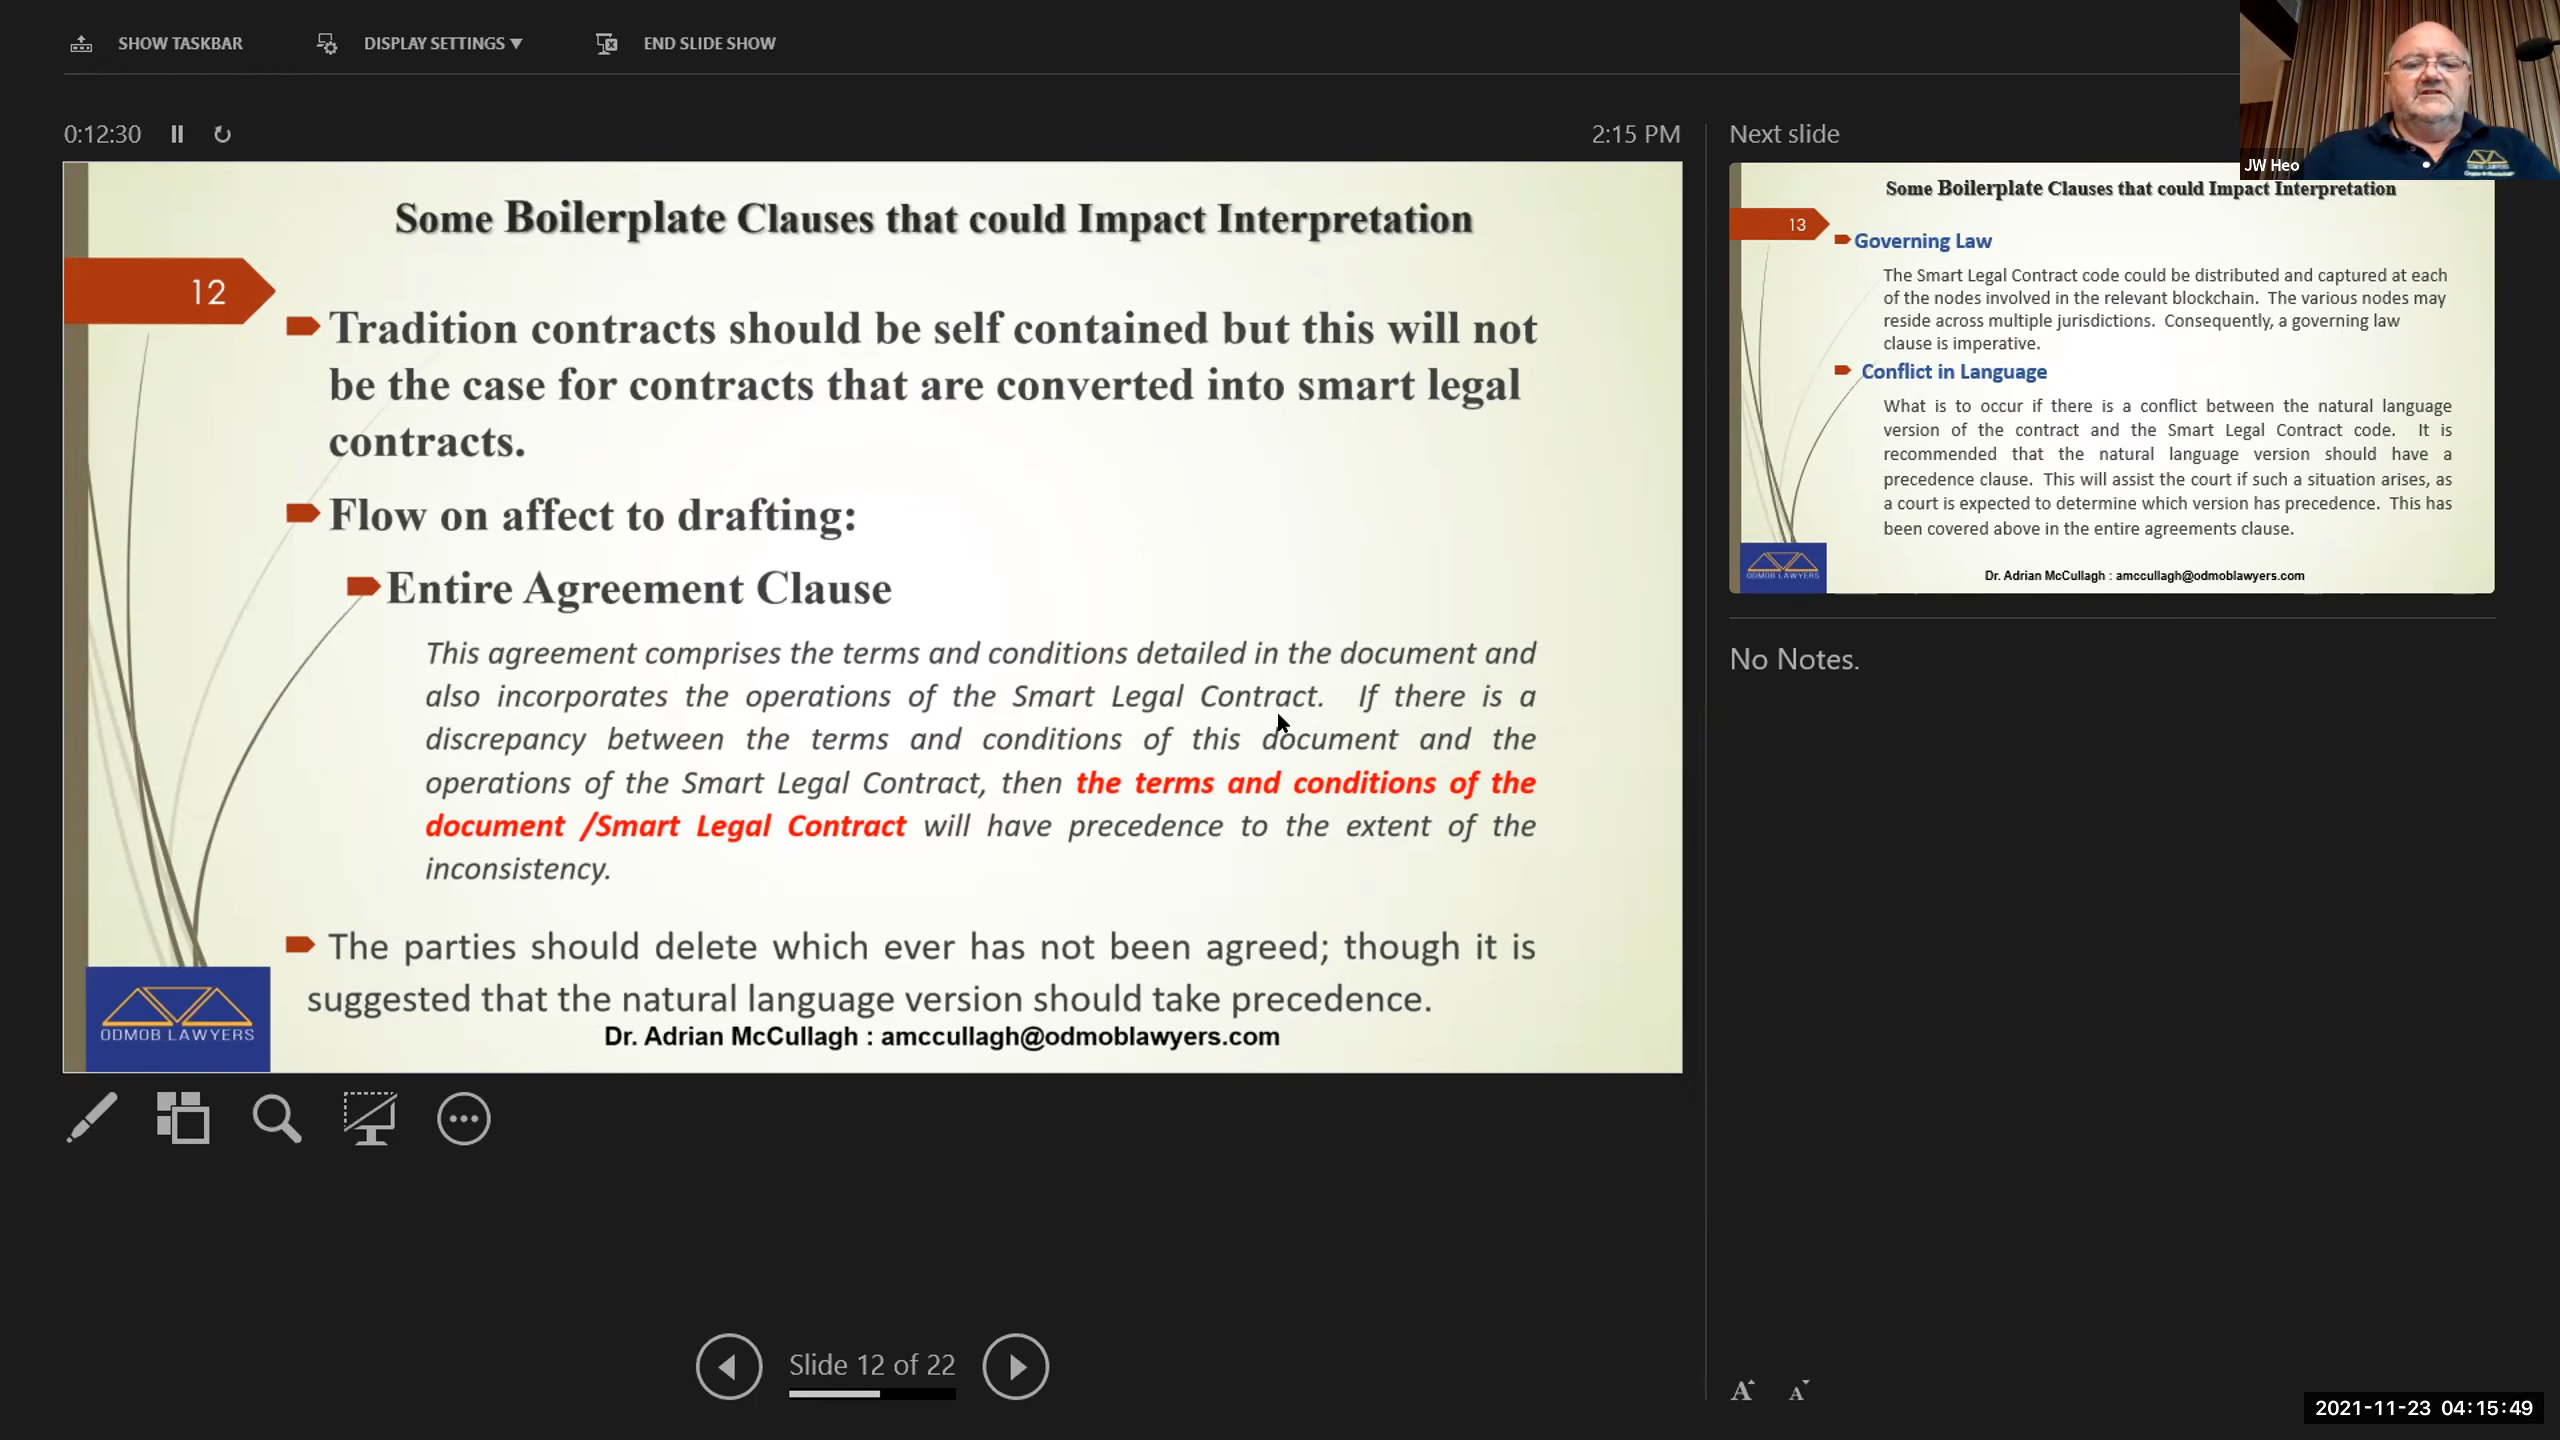 SHOW TASKBAR
DISPLAY SETTINGS ▼
END SLIDE SHOW
0:12:30
2:15 PM
Some Boilerplate Clauses that could Impact Interpretation
12
Tradition contracts should be self contained but this will not
be the case for contracts that are converted into smart legal
contracts.
Flow on affect to drafting:
Entire Agreement Clause
This agreement comprises the terms and conditions detailed in the document and
also incorporates the operations of the Smart Legal Contract. If there is a
discrepancy between the terms and conditions of this document and the
operations of the Smart Legal Contract, then the terms and conditions of the
document /Smart Legal Contract will have precedence to the extent of the
inconsistency.
The parties should delete which ever has not been agreed; though it is
suggested that the natural language version should take precedence.
ODMOB LAWYERS
Dr. Adrian McCullagh : amccullagh@odmoblawyers.com
Slide 12 of 22
Next slide
JW Heo
Some Boilerplate Clauses that could Impact Interpretation
13
Governing Law
The Smart Legal Contract code could be distributed and captured at each
of the nodes involved in the relevant blockchain. The various nodes may
reside across multiple jurisdictions. Consequently, a governing law
clause is imperative.
Conflict in Language
What is to occur if there is a conflict between the natural language
version of the contract and the Smart Legal Contract code. It is
recommended that the natural language version should have a
precedence clause. This will assist the court if such a situation arises, as
a court is expected to determine which version has precedence. This has
been covered above in the entire agreements clause.
ODMOB LAWYERS
Dr. Adrian McCullagh : amccullagh@odmoblawyers.com
No Notes.
A A
2021-11-23 04:15:49